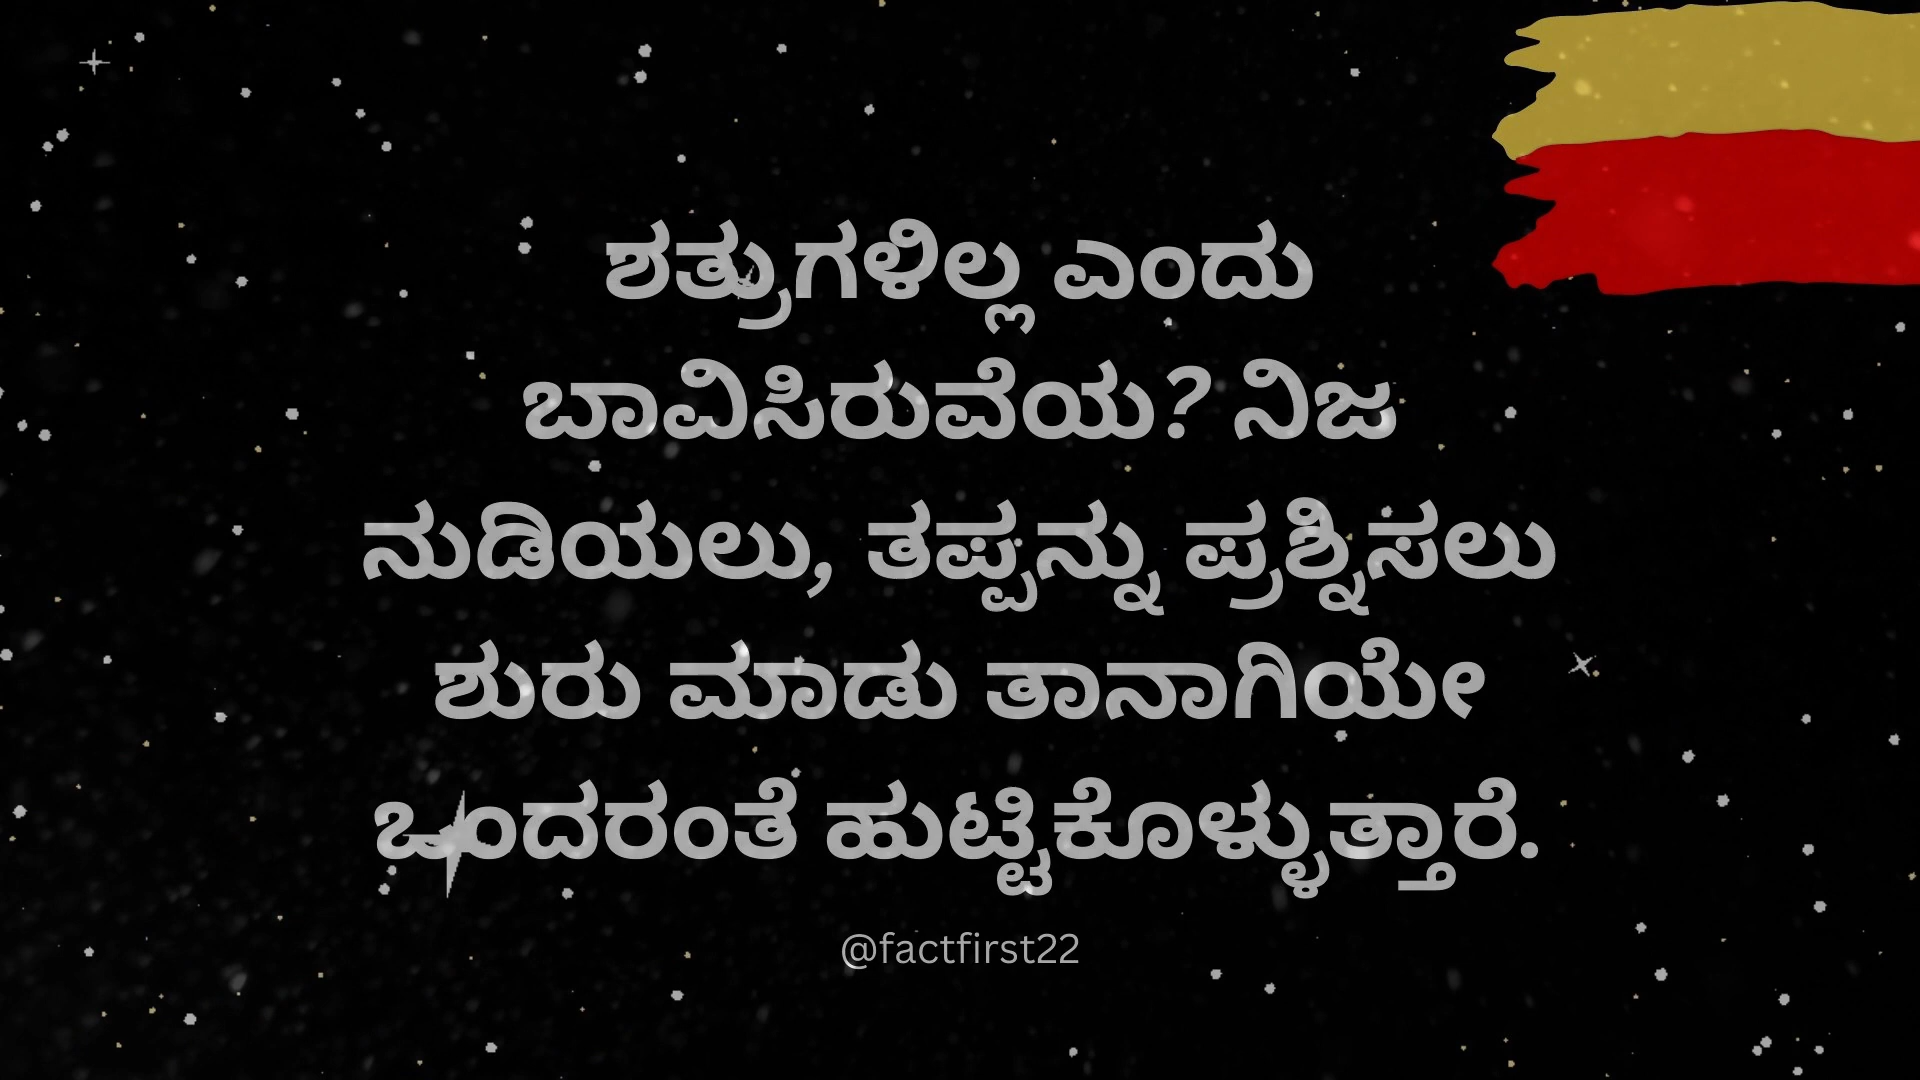 ಶತ್ರುಗಳಿಲ್ಲ ಎಂದು
ಬಾವಿಸಿರುವೆಯ? ನಿಜ
ನುಡಿಯಲು, ತಪ್ಪನ್ನು ಪ್ರಶ್ನಿಸಲು
ಶುರು ಮಾಡು ತಾನಾಗಿಯೇ
ಒಂದರಂತೆ ಹುಟ್ಟಿಕೊಳ್ಳುತ್ತಾರೆ.
@factfirst22